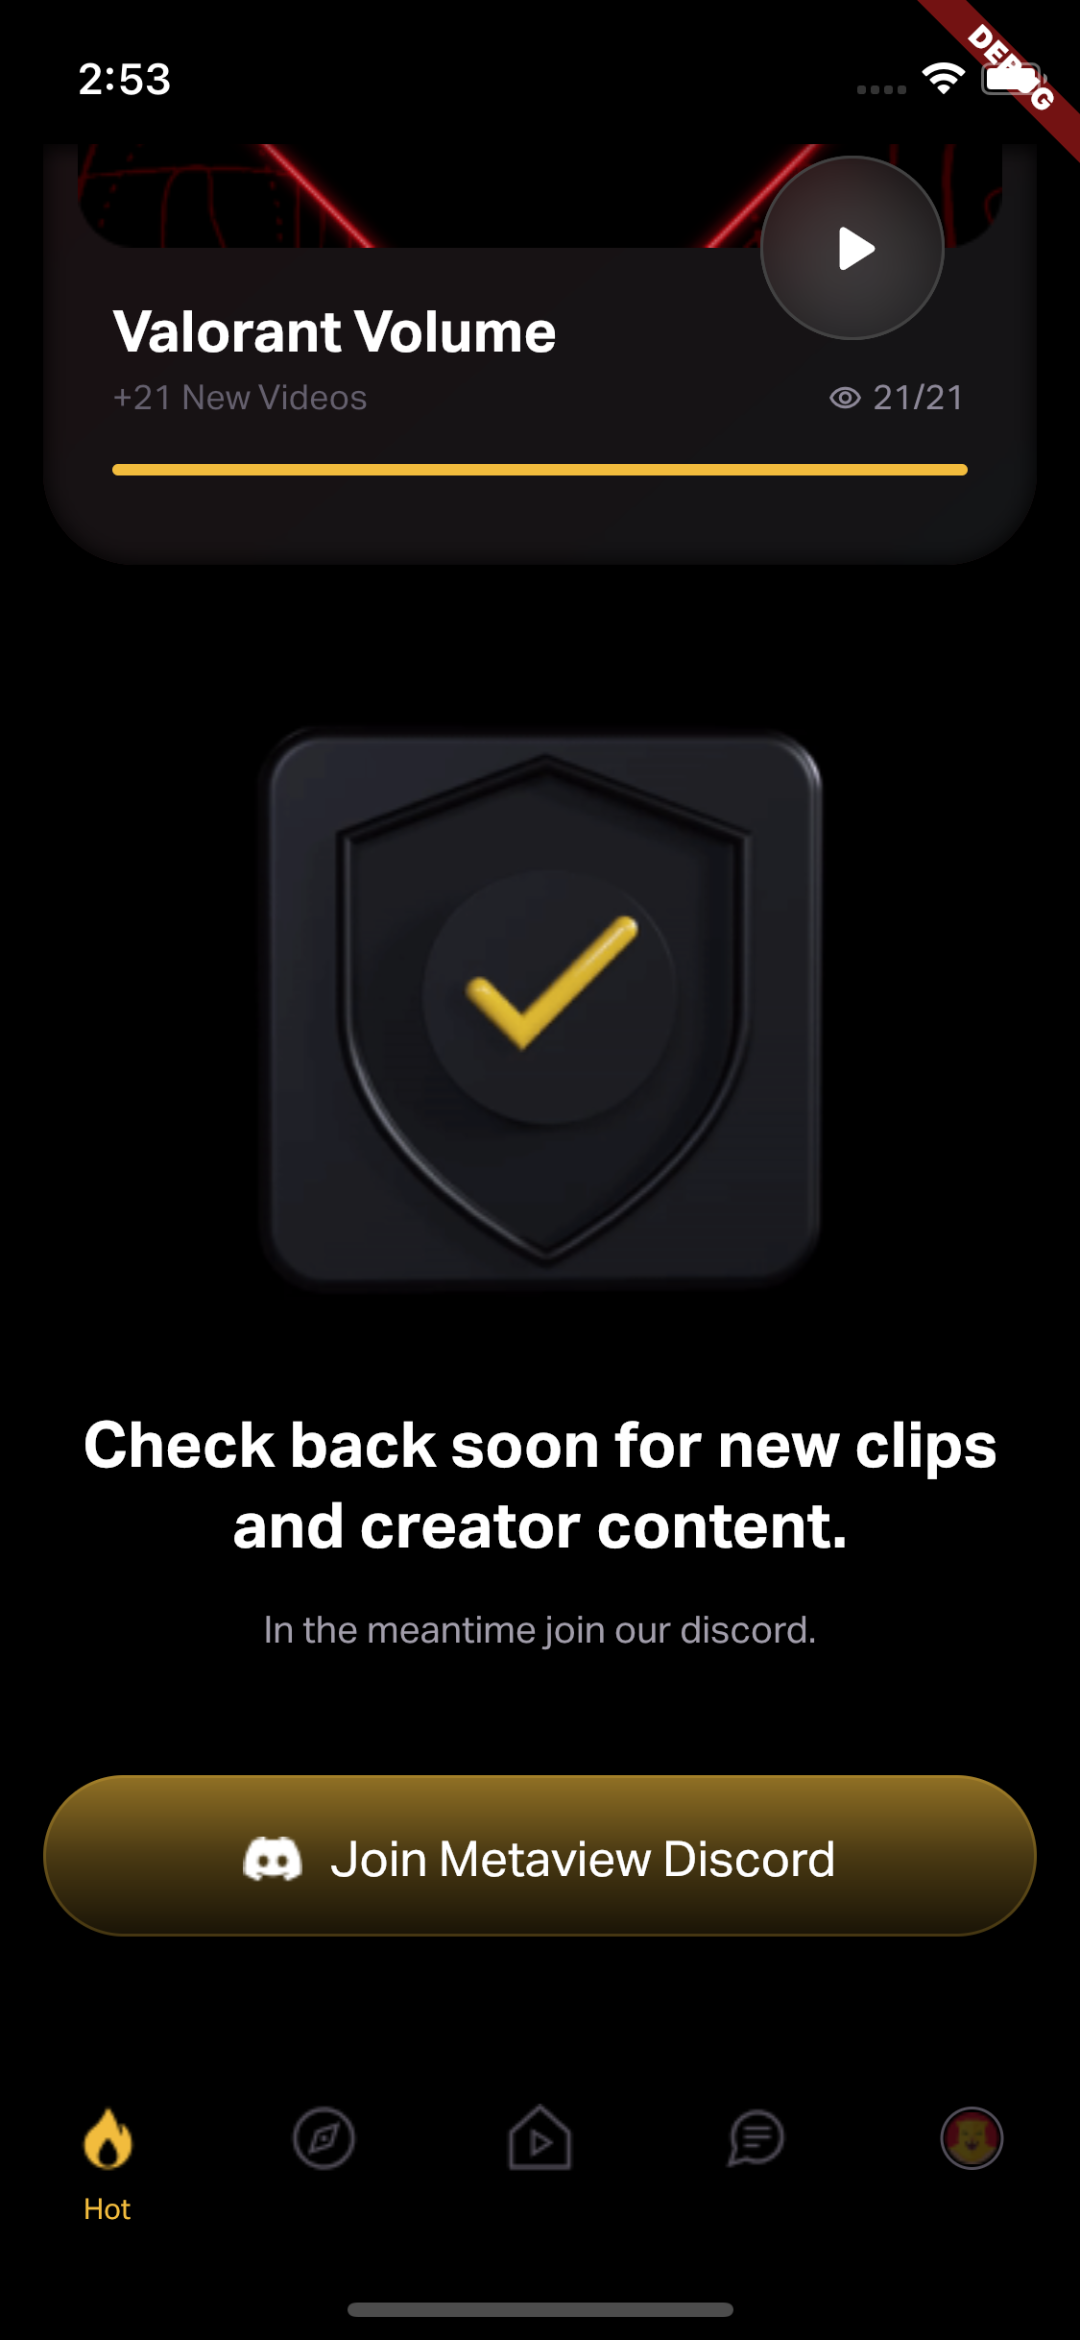 2:53
DEBUG
Valorant Volume
+21 New Videos
21/21
Check back soon for new clips
and creator content.
In the meantime join our discord.
Join Metaview Discord
Hot